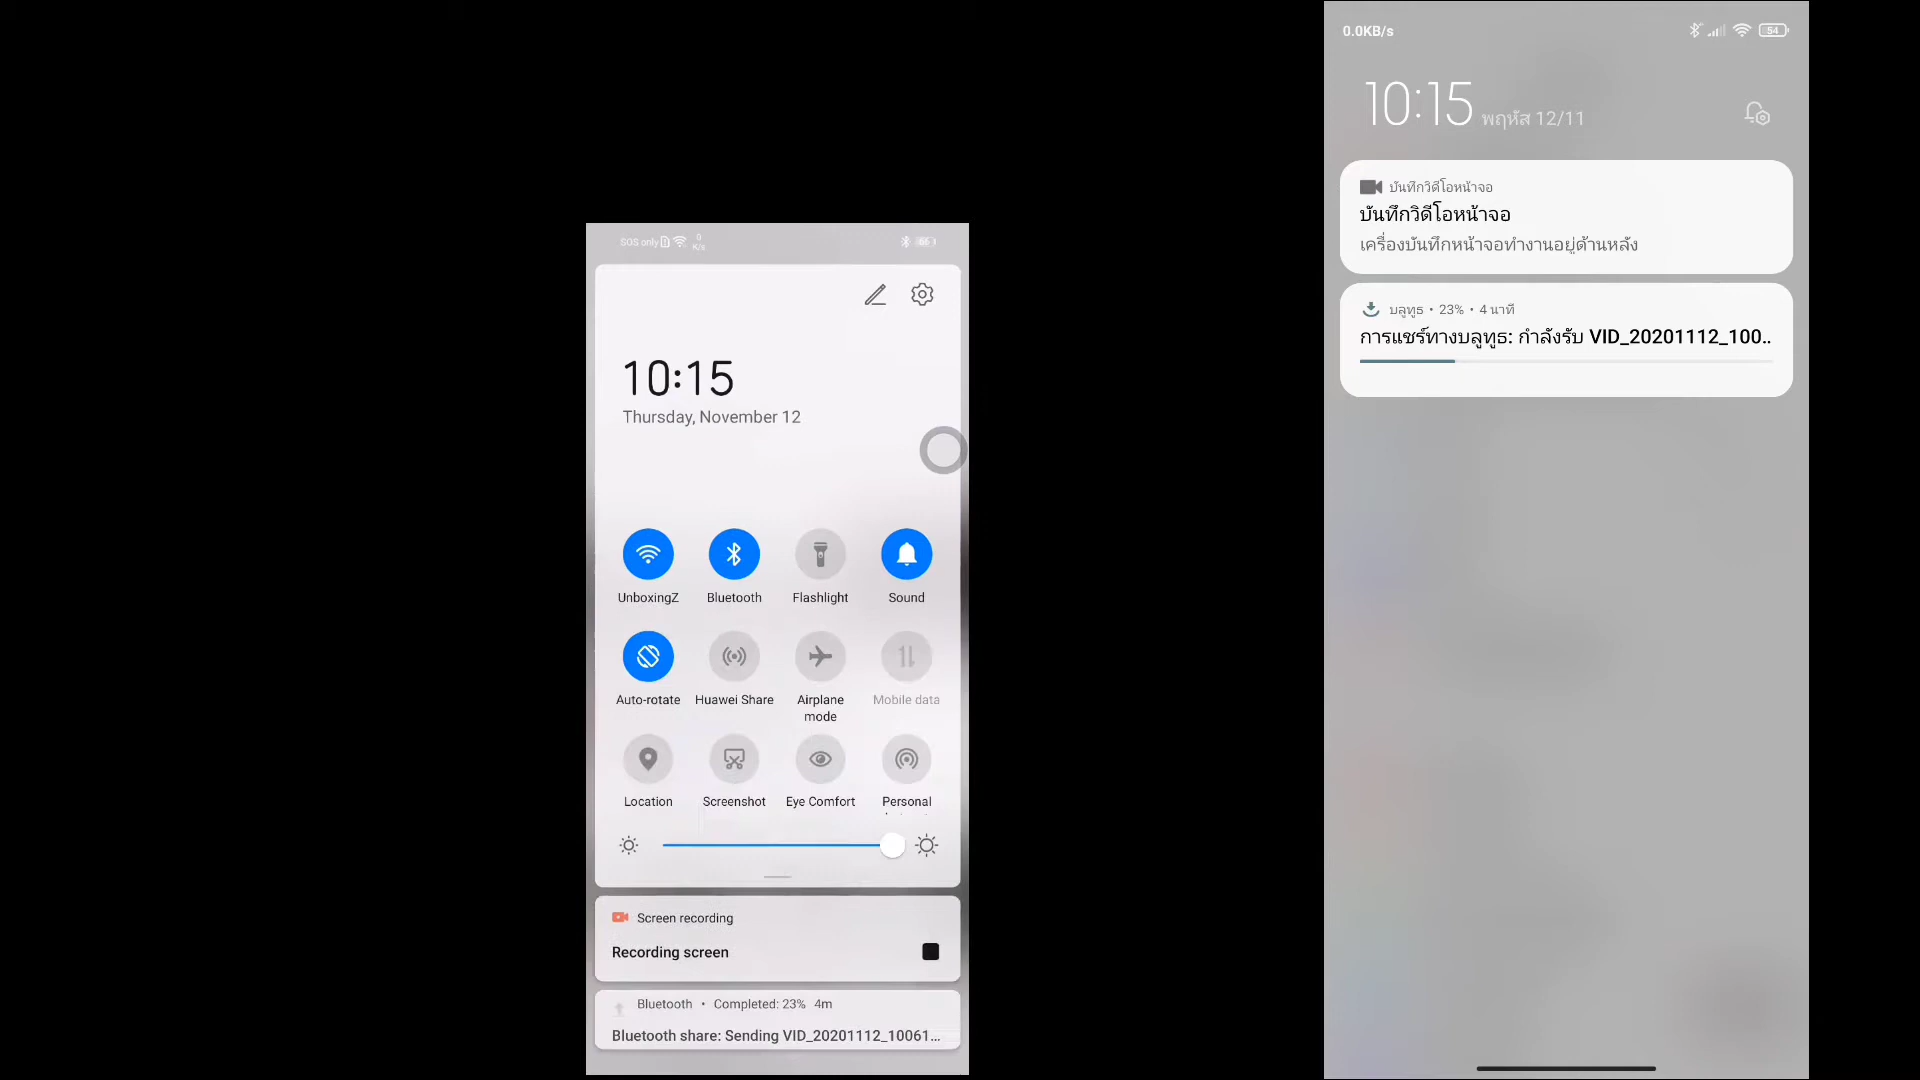 SOS only
0
K/s
66
10:15
Thursday, November 12
UnboxingZ
Bluetooth
Flashlight
Sound
Auto-rotate
Huawei Share
Airplane
mode
Mobile data
Location
Screenshot
Eye Comfort
Personal
Screen recording
Recording screen
Bluetooth • Completed: 23% 4m
Bluetooth share: Sending VID_20201112_10061...
0.0KB/s
54
10:15 พฤหัส 12/11
บันทึกวิดีโอหน้าจอ
บันทึกวิดีโอหน้าจอ
เครื่องบันทึกหน้าจอทำงานอยู่ด้านหลัง
บลูทูธ • 23% • 4 นาที
การแชร์ทางบลูทูธ: กำลังรับ VID_20201112_100..